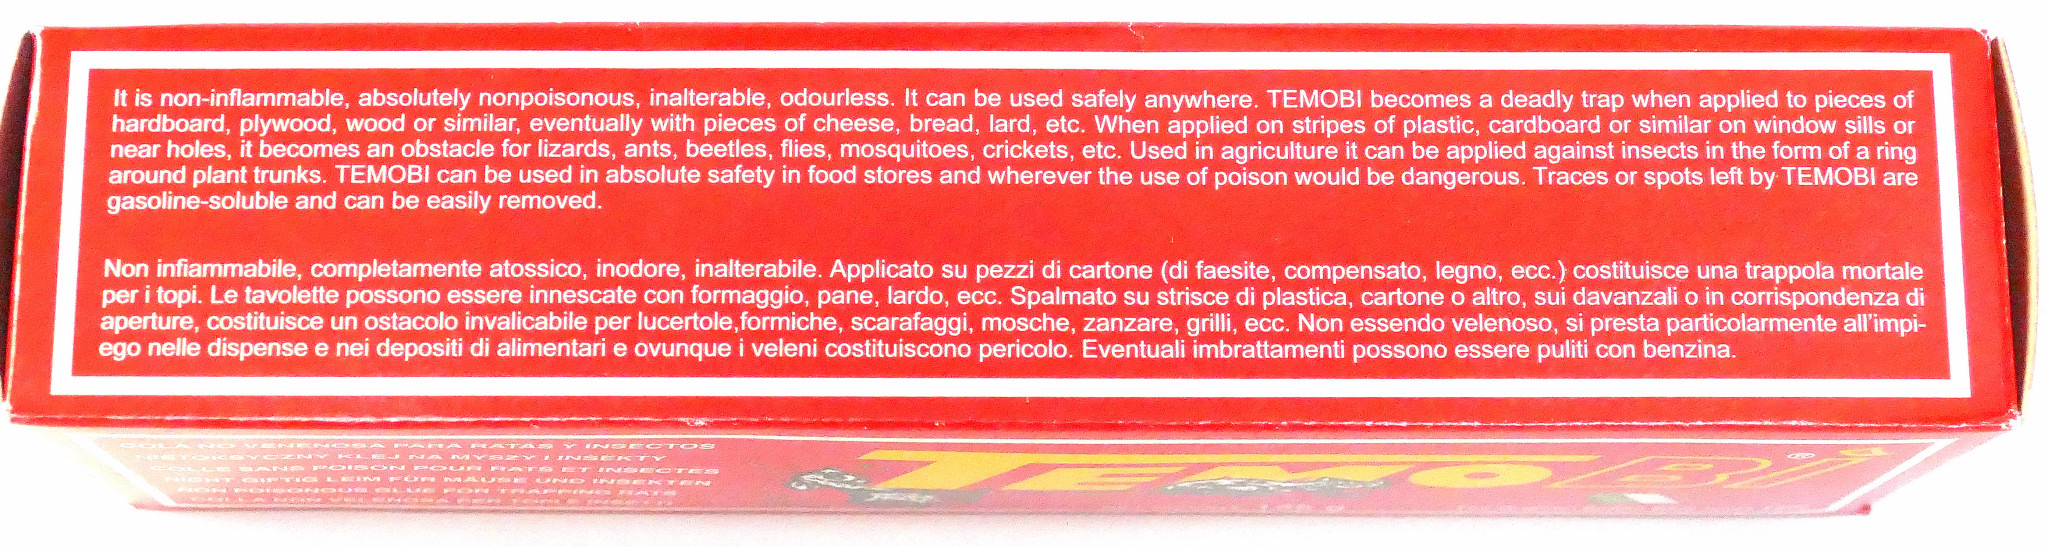 It is non-inflammable, absolutely nonpoisonous, inalterable, odourless. It can be used safely anywhere. TEMOBI becomes a deadly trap when applied to pieces of
hardboard, plywood, wood or similar, eventually with pieces of cheese, bread, lard, etc. When applied on stripes of plastic, cardboard or similar on window sills or
near holes, it becomes an obstacle for lizards, ants, beetles, flies, mosquitoes, crickets, etc. Used in agriculture it can be applied against insects in the form of a ring
around plant trunks. TEMOBI can be used in absolute safety in food stores and wherever the use of poison would be dangerous. Traces or spots left by TEMOBI are
gasoline-soluble and can be easily removed.
Non infiammabile, completamente atossico, inodore, inalterabile. Applicato su pezzi di cartone (di faesite, compensato, legno, ecc.) costituisce una trappola mortale
per i topi. Le tavolette possono essere innescate con formaggio, pane, lardo, ecc. Spalmato su strisce di plastica, cartone o altro, sui davanzali o in corrispondenza di
aperture, costituisce un ostacolo invalicabile per lucertole,formiche, scarafaggi, mosche, zanzare, grilli, ecc. Non essendo velenoso, si presta particolarmente all'impi-
ego nelle dispense e nei depositi di alimentari e ovunque i veleni costituiscono pericolo. Eventuali imbrattamenti possono essere puliti con benzina.
COLA NO VENENOSA PARA RATAS Y INSECTOS
NIETOKSYCZNY KLEJ NA MYSZY I INSEKTY
COLLE SANS POISON POUR RATS ET INSECTES
NICHT GIFTIG LEIM FÜR MÄUSE UND INSEKTEN
NON POISONOUS GLUE FOR TRAPPING RATS
COLLA NON VELENOSA PER TOPI E INSETTI
TEMOBI ®